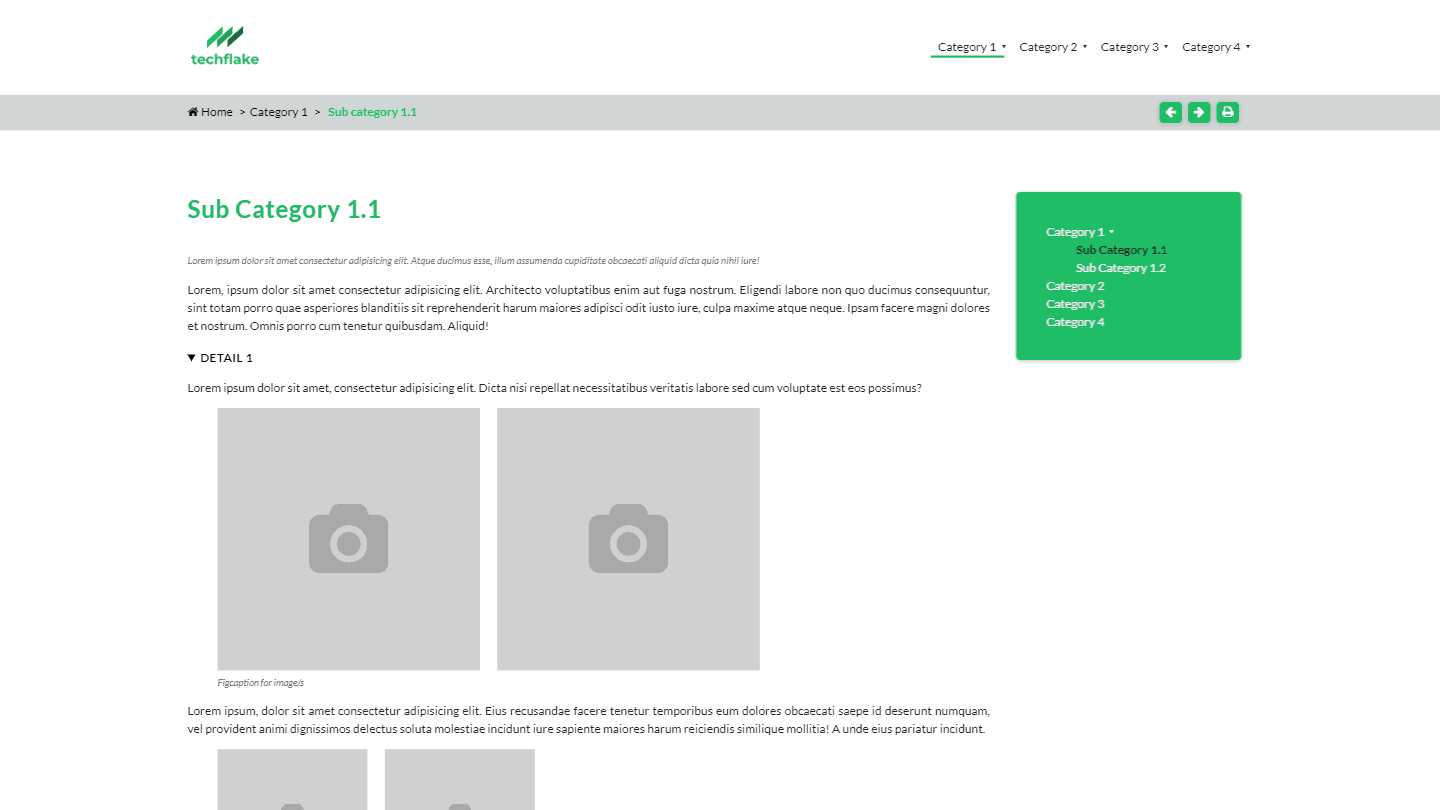 techflake
Category 1 Category 2 Category 3 Category 4
Home > Category 1 > Sub category 1.1
Sub Category 1.1
Lorem ipsum dolor sit amet consectetur adipisicing elit. Atque ducimus esse, illum assumenda cupiditate obcaecati aliquid dicta quia nihil iure!
Lorem, ipsum dolor sit amet consectetur adipisicing elit. Architecto voluptatibus enim aut fuga nostrum. Eligendi labore non quo ducimus consequuntur,
sint totam porro quae asperiores blanditiis sit reprehenderit harum maiores adipisci odit iusto iure, culpa maxime atque neque. Ipsam facere magni dolores
et nostrum. Omnis porro cum tenetur quibusdam. Aliquid!
DETAIL 1
Lorem ipsum dolor sit amet, consectetur adipisicing elit. Dicta nisi repellat necessitatibus veritatis labore sed cum voluptate est eos possimus?
Figcaption for image/s
Lorem ipsum, dolor sit amet consectetur adipisicing elit. Eius recusandae facere tenetur temporibus eum dolores obcaecati saepe id deserunt numquam,
vel provident animi dignissimos delectus soluta molestiae incidunt iure sapiente maiores harum reiciendis similique mollitia! A unde eius pariatur incidunt.
Category 1
Sub Category 1.1
Sub Category 1.2
Category 2
Category 3
Category 4